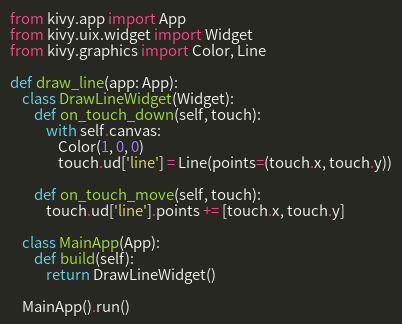 from kivy.app import App
from kivy.uix.widget import Widget
from kivy.graphics import Color, Line

def draw_line(app: App):
    class DrawLineWidget(Widget):
        def on_touch_down(self, touch):
            with self.canvas:
                Color(1, 0, 0)
                touch.ud['line'] = Line(points=(touch.x, touch.y))

        def on_touch_move(self, touch):
            touch.ud['line'].points += [touch.x, touch.y]

    class MainApp(App):
        def build(self):
            return DrawLineWidget()

    MainApp().run()